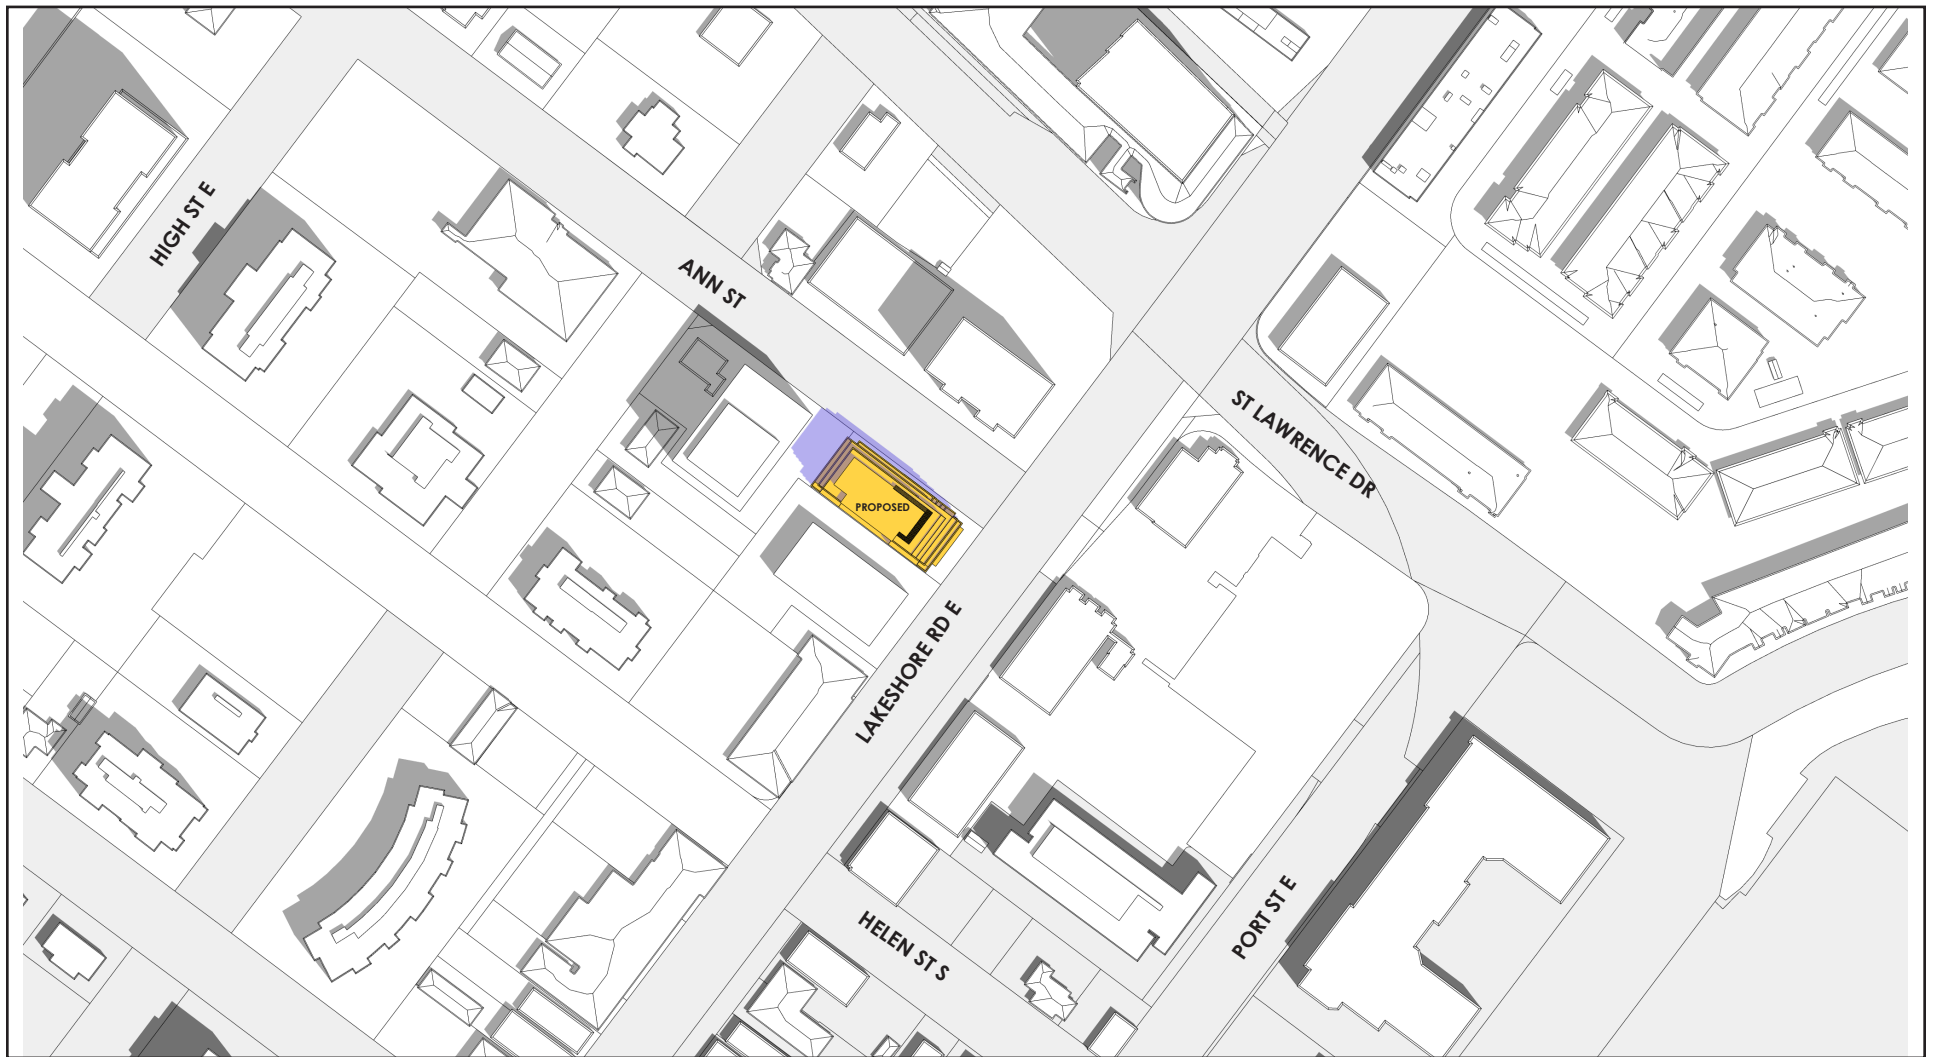 HIGH ST E
ANN ST
ST LAWRENCE DR
PROPOSED
LAKESHORE RD E
HELEN ST S
PORT ST E